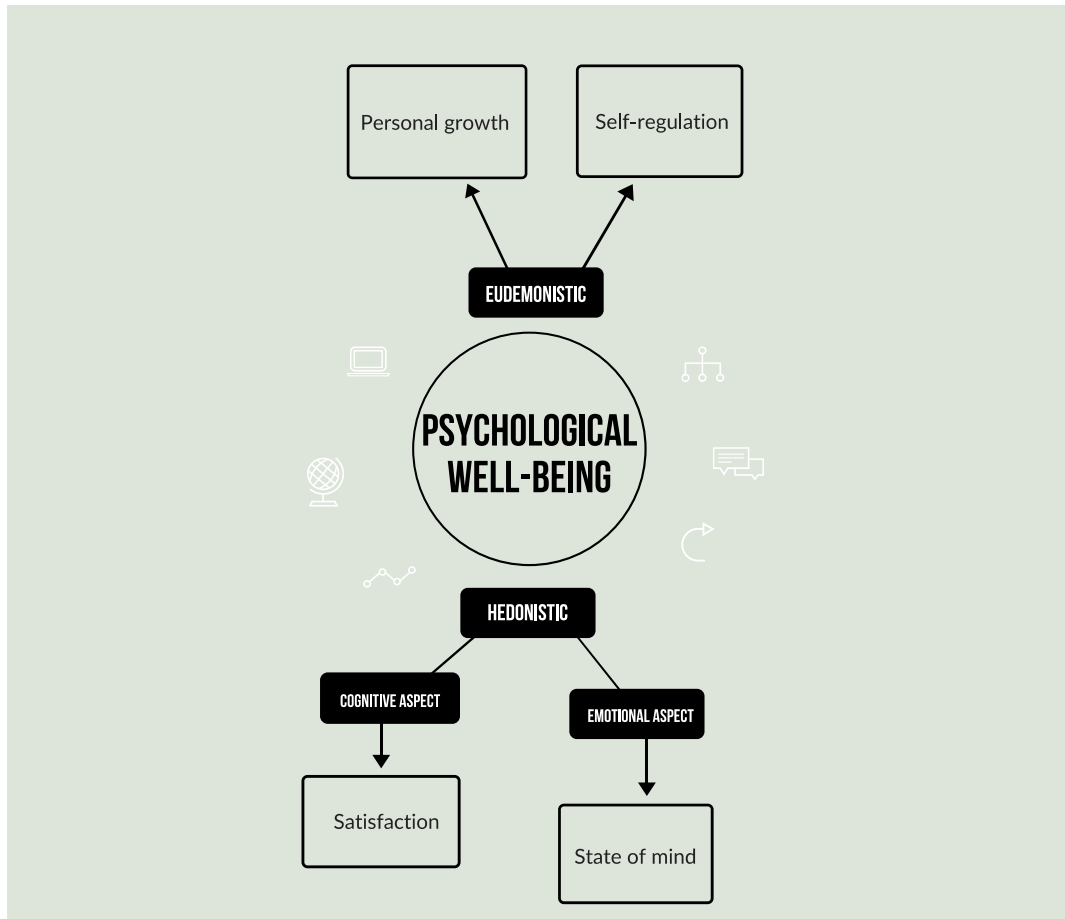 Personal growth
Self-regulation
EUDEMONISTIC
PSYCHOLOGICAL
WELL-BEING
HEDONISTIC
COGNITIVE ASPECT
EMOTIONAL ASPECT
Satisfaction
State of mind